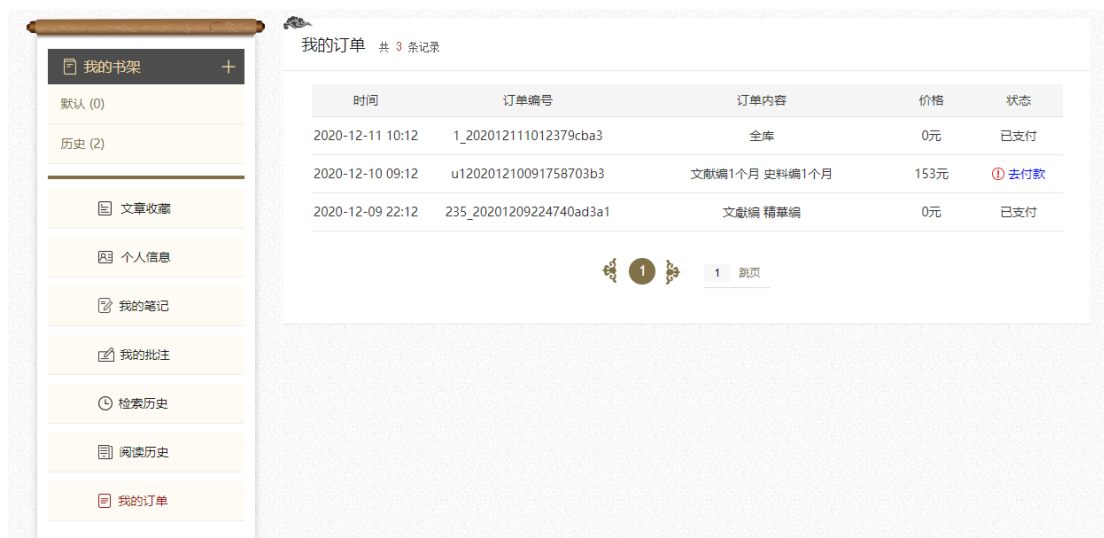 我的书架
默认 (0)
历史 (2)
文章收藏
个人信息
我的笔记
我的批注
检索历史
阅读历史
我的订单
我的订单 共 3 条记录
时间 订单编号 订单内容 价格 状态
2020-12-11 10:12 1_202012111012379cba3 全库 0元 已支付
2020-12-10 09:12 u120201210091758703b3 文献编1个月 史料编1个月 153元 去付款
2020-12-09 22:12 235_20201209224740ad3a1 文獻編 精華編 0元 已支付
1 1 跳页